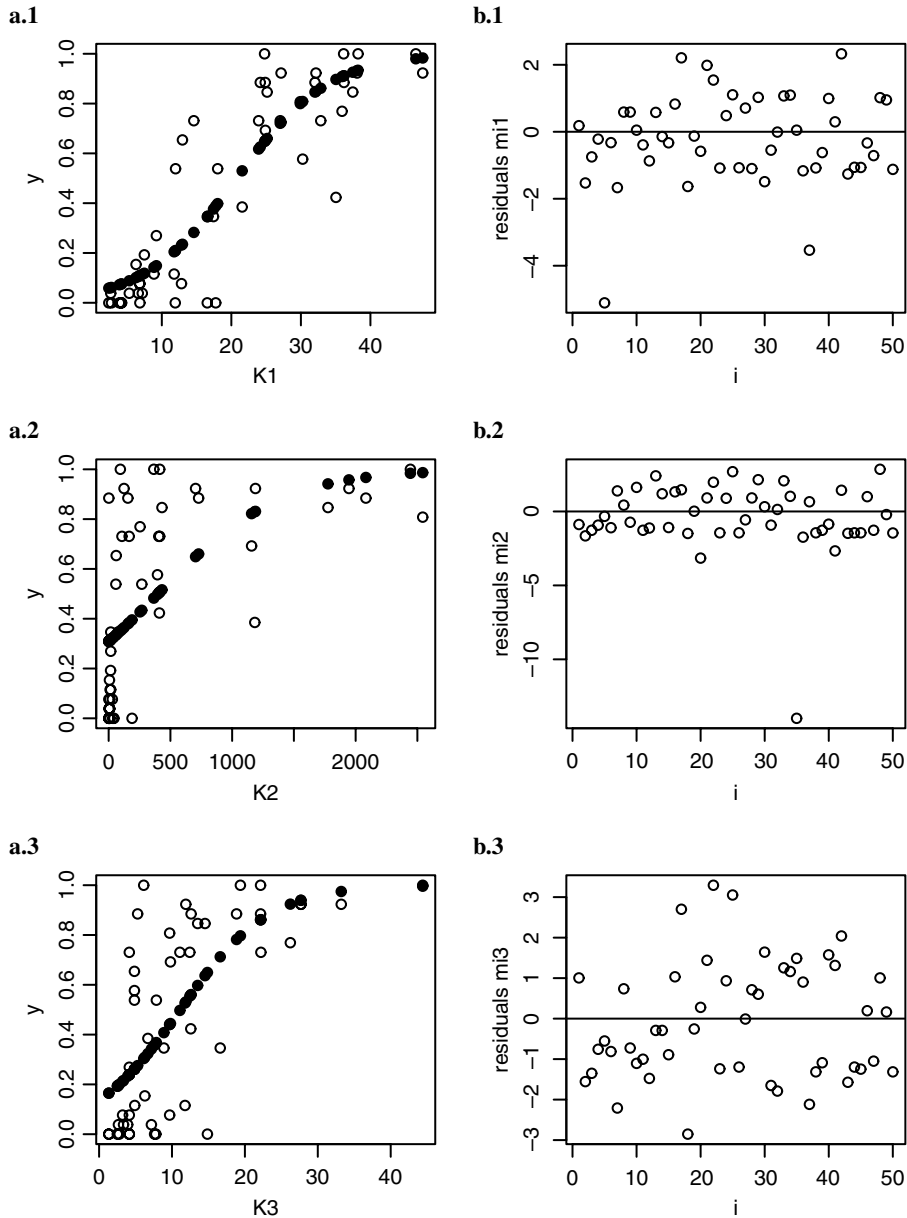 a.1
b.1
y
0.0 0.2 0.4 0.6 0.8 1.0
10 20 30 40
K1
residuals mi1
−4 −2 0 2
0 10 20 30 40 50
i
a.2
b.2
y
0.0 0.2 0.4 0.6 0.8 1.0
0 500 1000 2000
K2
residuals mi2
−10 −5 0
0 10 20 30 40 50
i
a.3
b.3
y
0.0 0.2 0.4 0.6 0.8 1.0
0 10 20 30 40
K3
residuals mi3
−3 −2 −1 0 1 2 3
0 10 20 30 40 50
i